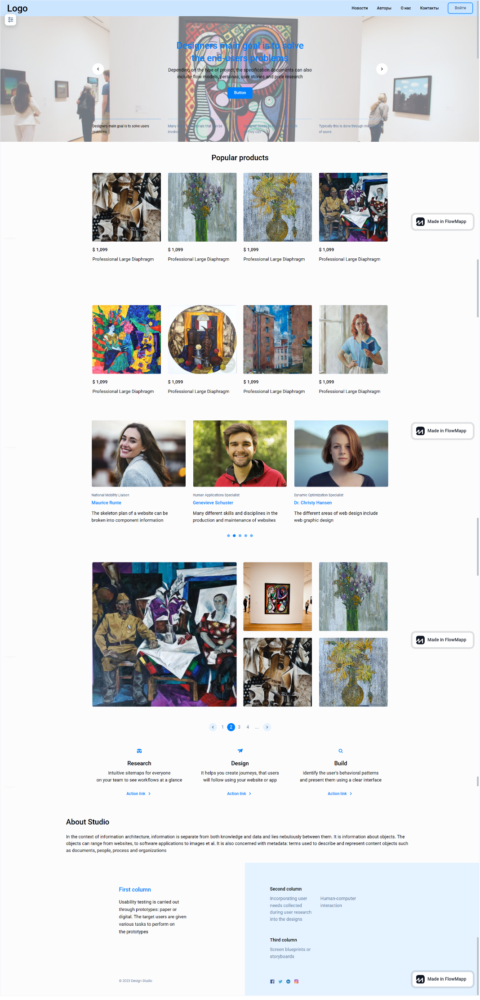 Logo
Новости Авторы О нас Контакты Войти
Designers main goal is to solve
the end-users problems
Depending on the type of project, the specification documents can also
include flow models, personas, user stories and prior research
Button
Designers main goal is to solve users
problems
Many
that
be
involve
Designer needs to
they can
Typically this is done through
of users
Popular products
$ 1,099
Professional Large Diaphragm
$ 1,099
Professional Large Diaphragm
$ 1,099
Professional Large Diaphragm
$ 1,099
Professional Large Diaphragm
Made in FlowMapp
$ 1,099
Professional Large Diaphragm
$ 1,099
Professional Large Diaphragm
$ 1,099
Professional Large Diaphragm
$ 1,099
Professional Large Diaphragm
Made in FlowMapp
National Mobility Liaison
Maurice Runte
The skeleton plan of a website can be
broken into component information
Human Applications Specialist
Genevieve Schuster
Many different skills and disciplines in the
production and maintenance of websites
Dynamic Optimization Specialist
Dr. Christy Hansen
The different areas of web design include
web graphic design
Made in FlowMapp
1 2 3 4 ...
Research
Intuitive sitemaps for everyone
on your team to see workflows at a glance
Action link
Design
It helps you create journeys, that users
will follow using your website or app
Action link
Build
Identify the user's behavioral patterns
and present them using a clear interface
Action link
About Studio
In the context of information architecture, information is separate from both knowledge and data and lies nebulously between them. It is information about objects. The
objects can range from websites, to software applications to images et al. It is also concerned with metadata: terms used to describe and represent content objects such
as documents, people, process and organizations
First column
Usability testing is carried out
through prototypes: paper or
digital. The target users are given
various tasks to perform on
the prototypes
© 2023 Design Studio
Second column
Incorporating user
needs collected
during user research
into the designs
Human-computer
interaction
Third column
Screen blueprints or
storyboards
Made in FlowMapp